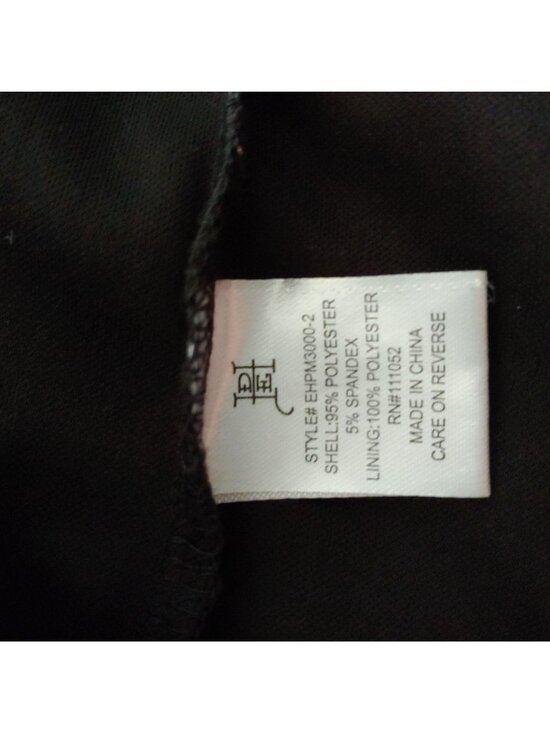 STYLE# EHPM3000-2
SHELL:95% POLYESTER
5% SPANDEX
LINING:100% POLYESTER
RN#111052
MADE IN CHINA
CARE ON REVERSE